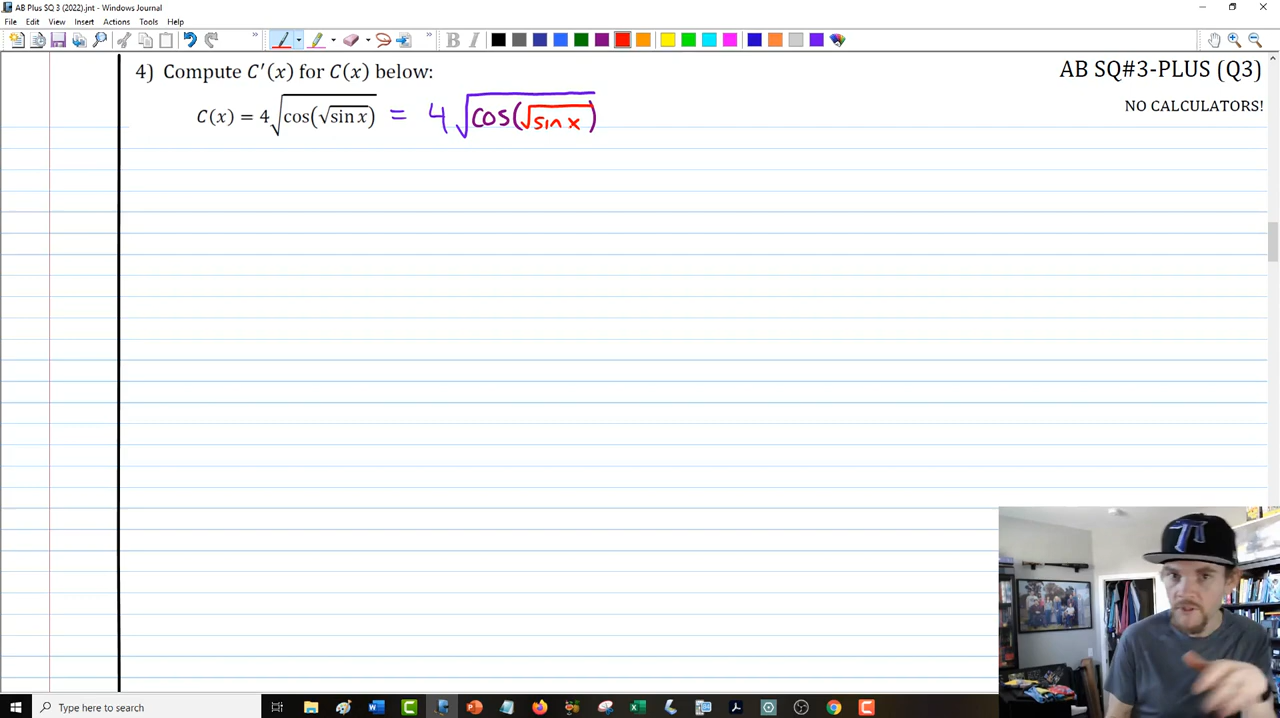 AB Plus SQ 3 (2022).jnt - Windows Journal
File Edit View Insert Actions Tools Help
4) Compute C′(x) for C(x) below:
AB SQ#3-PLUS (Q3)
NO CALCULATORS!
C(x) = 4√cos(√sin x) = 4√cos(√sin x)
Type here to search